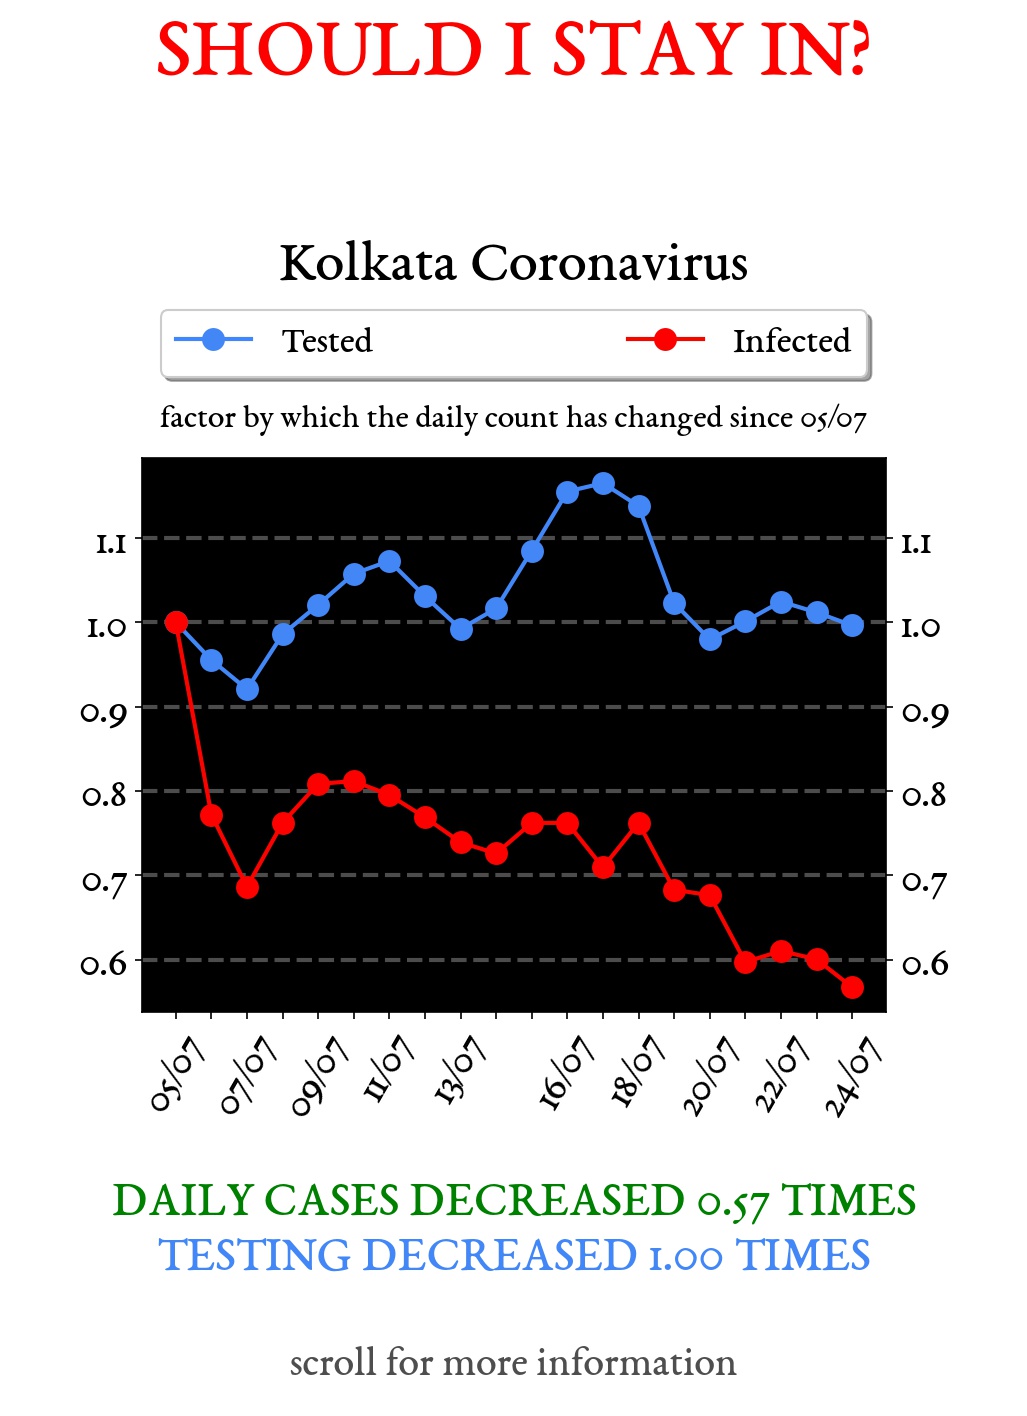 SHOULD I STAY IN?
Kolkata Coronavirus
Tested Infected
factor by which the daily count has changed since 05/07
1.1 1.1
1.0 1.0
0.9 0.9
0.8 0.8
0.7 0.7
0.6 0.6
05/07 07/07 09/07 11/07 13/07 16/07 18/07 20/07 22/07 24/07
DAILY CASES DECREASED 0.57 TIMES
TESTING DECREASED 1.00 TIMES
scroll for more information